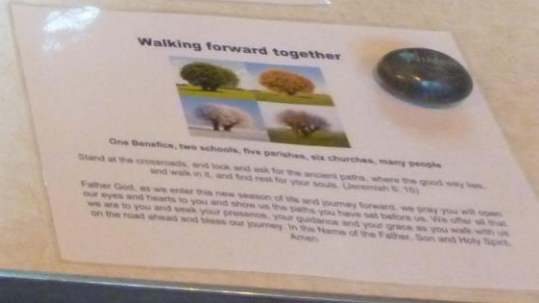 Walking forward together
One Benefice, two schools, five parishes, six churches, many people
Stand at the crossroads, and look and ask for the ancient paths, where the good way lies,
and walk in it, and find rest for your souls. (Jeremiah 6: 16)
Father God, as we enter this new season of life and journey forward, we pray you will open
our eyes and hearts to you and show us the paths you have set before us. We offer all that
we are to you and seek your presence, your guidance and your grace as you walk with us
on the road ahead and bless our journey. In the Name of the Father, Son and Holy Spirit,
Amen